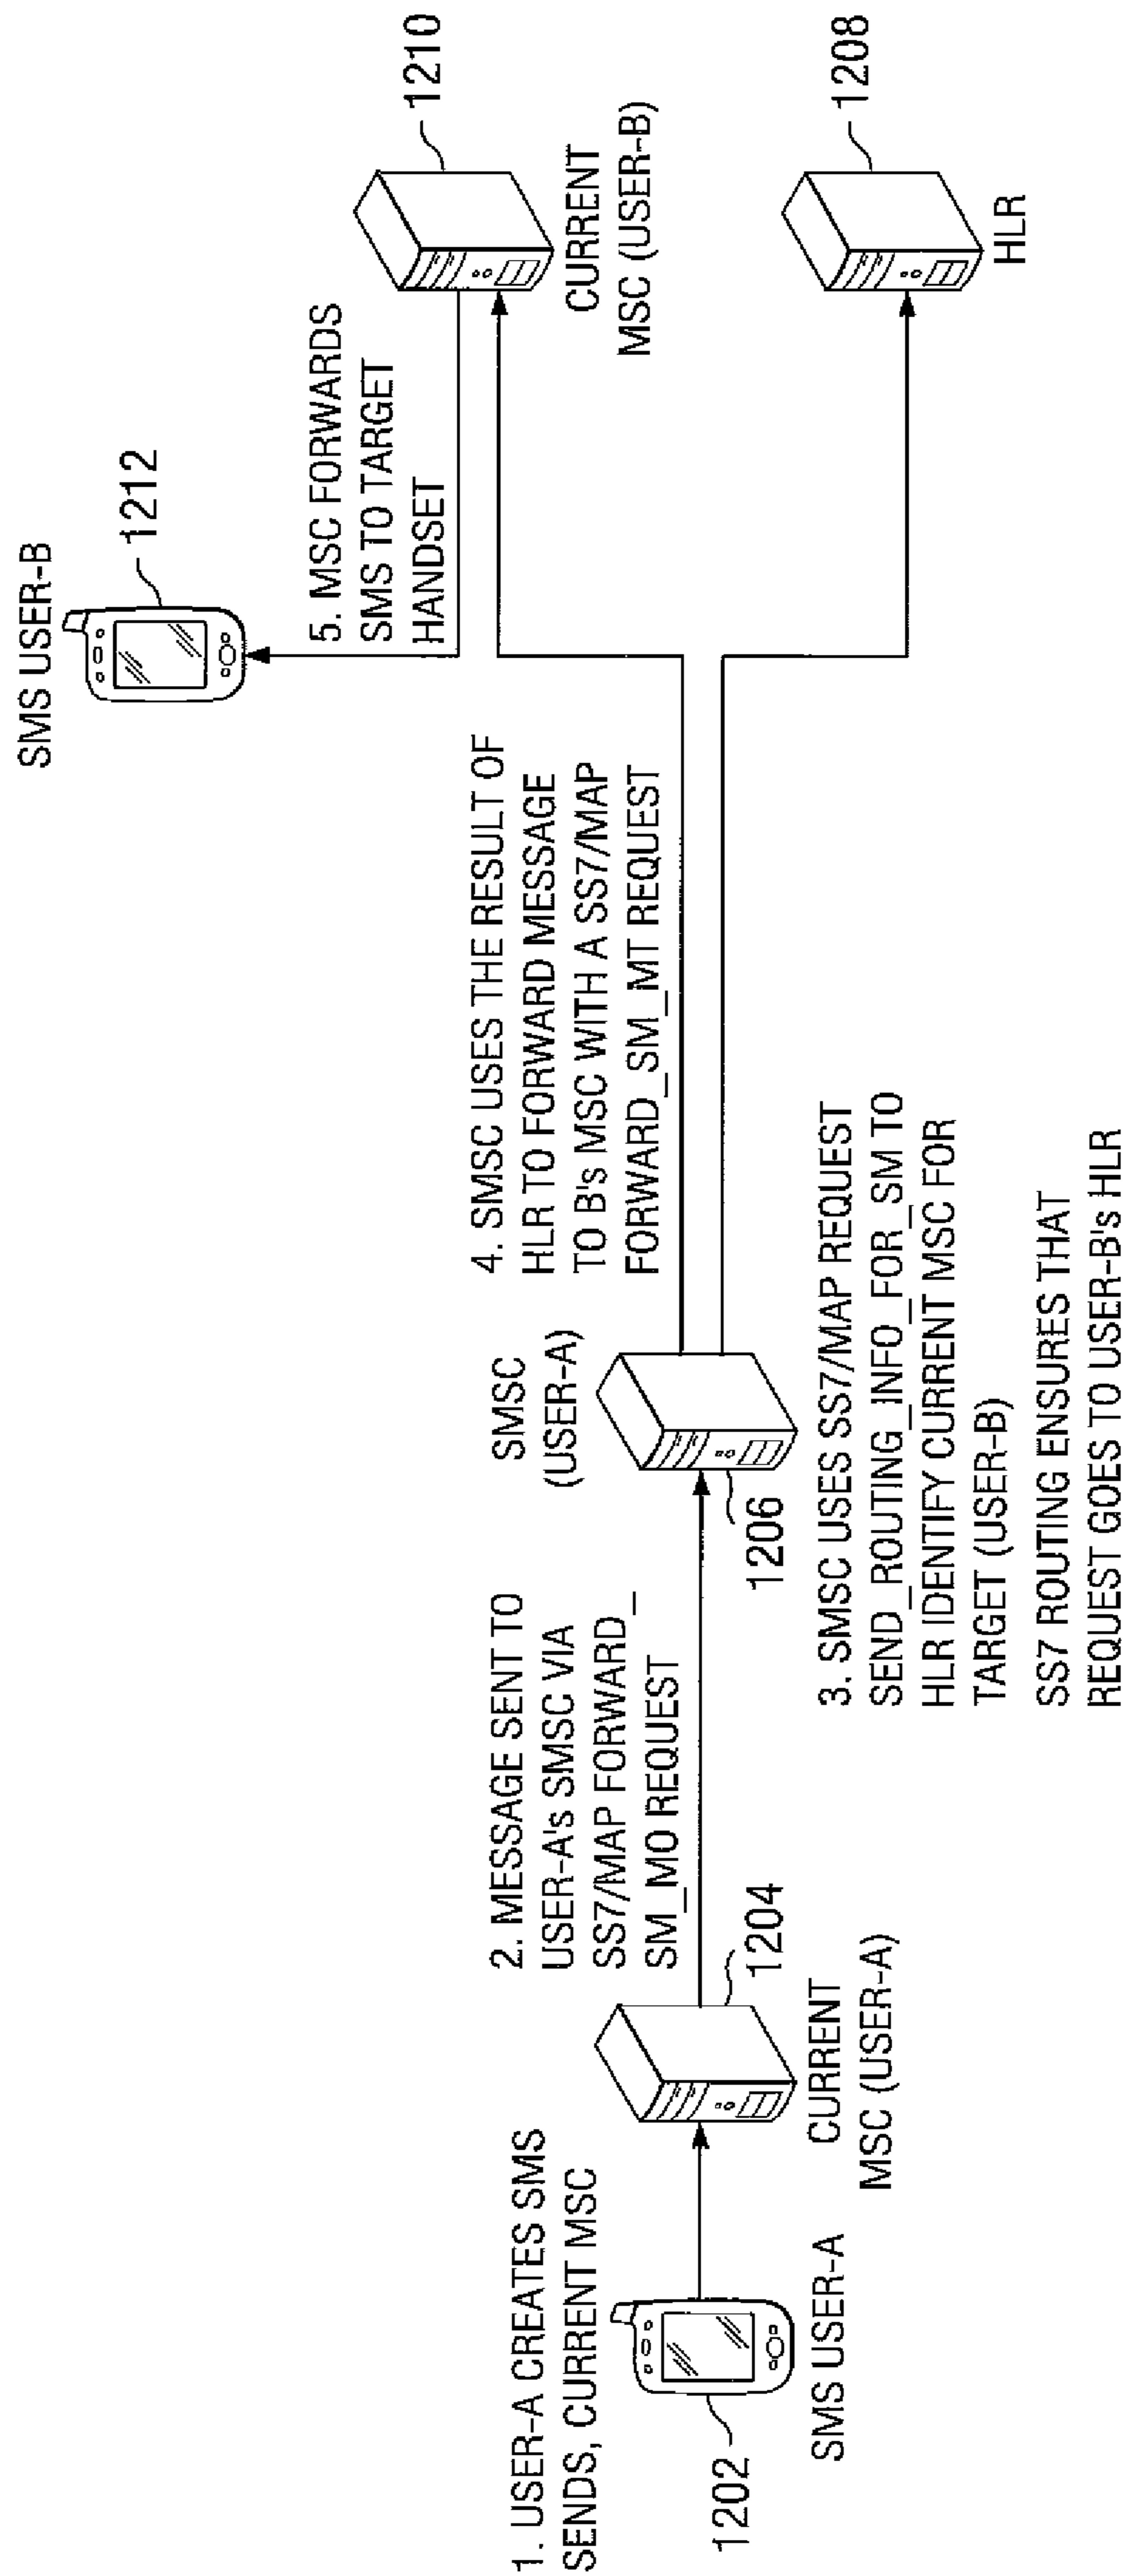 1. USER-A CREATES SMS
SENDS, CURRENT MSC
1202
SMS USER-A
CURRENT
MSC (USER-A)
1204
2. MESSAGE SENT TO
USER-A's SMSC VIA
SS7/MAP FORWARD_
SM_MO REQUEST
SMSC
(USER-A)
1206
3. SMSC USES SS7/MAP REQUEST
SEND_ROUTING_INFO_FOR_SM TO
HLR IDENTIFY CURRENT MSC FOR
TARGET (USER-B)
SS7 ROUTING ENSURES THAT
REQUEST GOES TO USER-B's HLR
4. SMSC USES THE RESULT OF
HLR TO FORWARD MESSAGE
TO B's MSC WITH A SS7/MAP
FORWARD_SM_MT REQUEST
SMS USER-B
1212
5. MSC FORWARDS
SMS TO TARGET
HANDSET
1210
CURRENT
MSC (USER-B)
1208
HLR